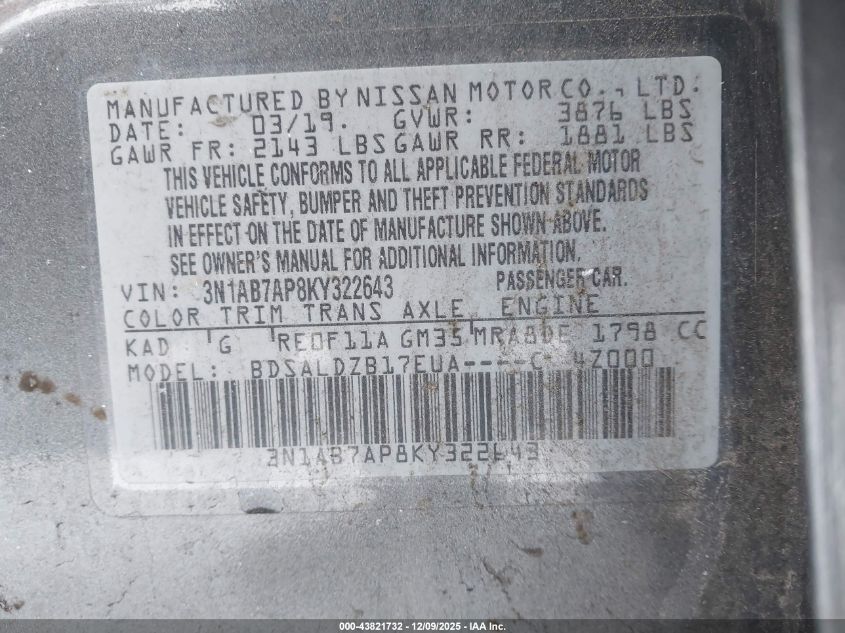 MANUFACTURED BY NISSAN MOTOR CO., LTD.
DATE: 03/19. GVWR: 3876 LBS
GAWR FR: 2143 LBS GAWR RR: 1881 LBS
THIS VEHICLE CONFORMS TO ALL APPLICABLE FEDERAL MOTOR
VEHICLE SAFETY, BUMPER AND THEFT PREVENTION STANDARDS
IN EFFECT ON THE DATE OF MANUFACTURE SHOWN ABOVE.
SEE OWNER'S MANUAL FOR ADDITIONAL INFORMATION.
VIN: 3N1AB7AP8KY322643 PASSENGER CAR.
COLOR TRIM TRANS AXLE ENGINE
KAD G RE0F11A GM35 MRA8DE 1798 CC
MODEL: BDSALDZB17EUA----C 4Z000
3N1AB7AP8KY322643
000-43821732 - 12/09/2025 - IAA Inc.